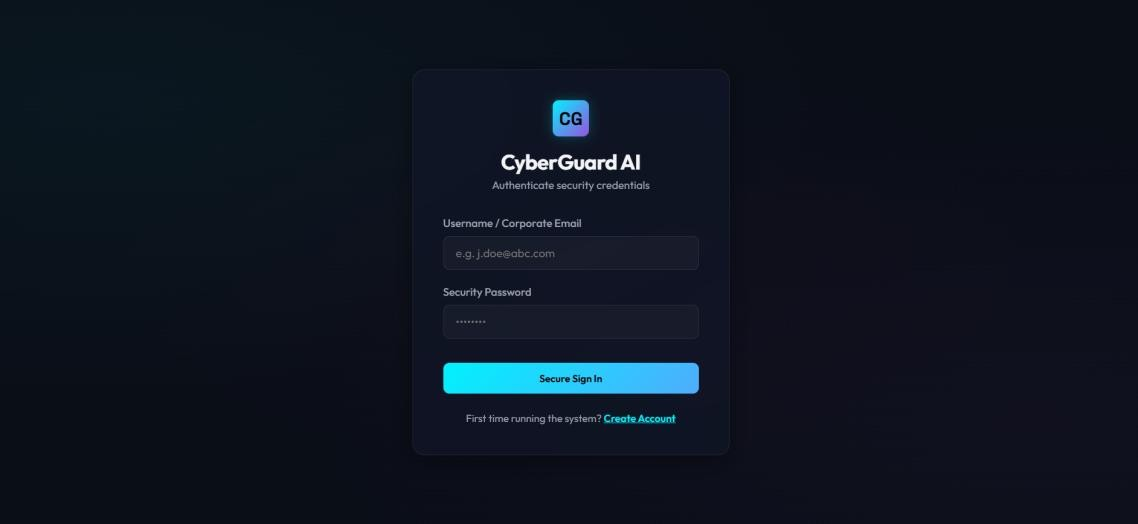 CG
CyberGuard AI
Authenticate security credentials
Username / Corporate Email
e.g. j.doe@abc.com
Security Password
••••••••
Secure Sign In
First time running the system? Create Account